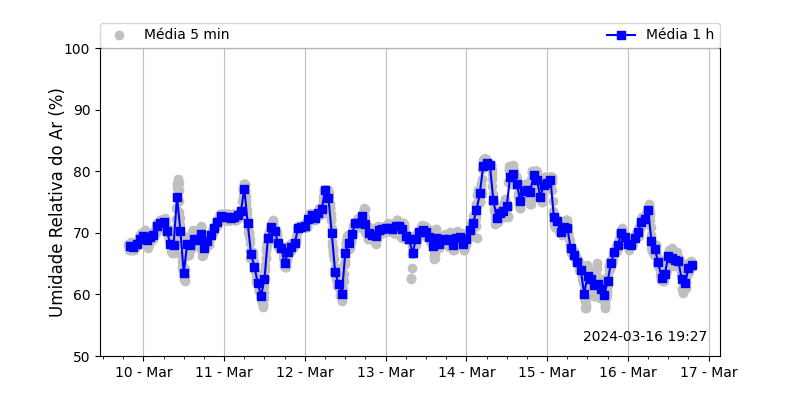 Média 5 min Média 1 h
Umidade Relativa do Ar (%)
100
90
80
70
60
50
2024-03-16 19:27
10 - Mar 11 - Mar 12 - Mar 13 - Mar 14 - Mar 15 - Mar 16 - Mar 17 - Mar